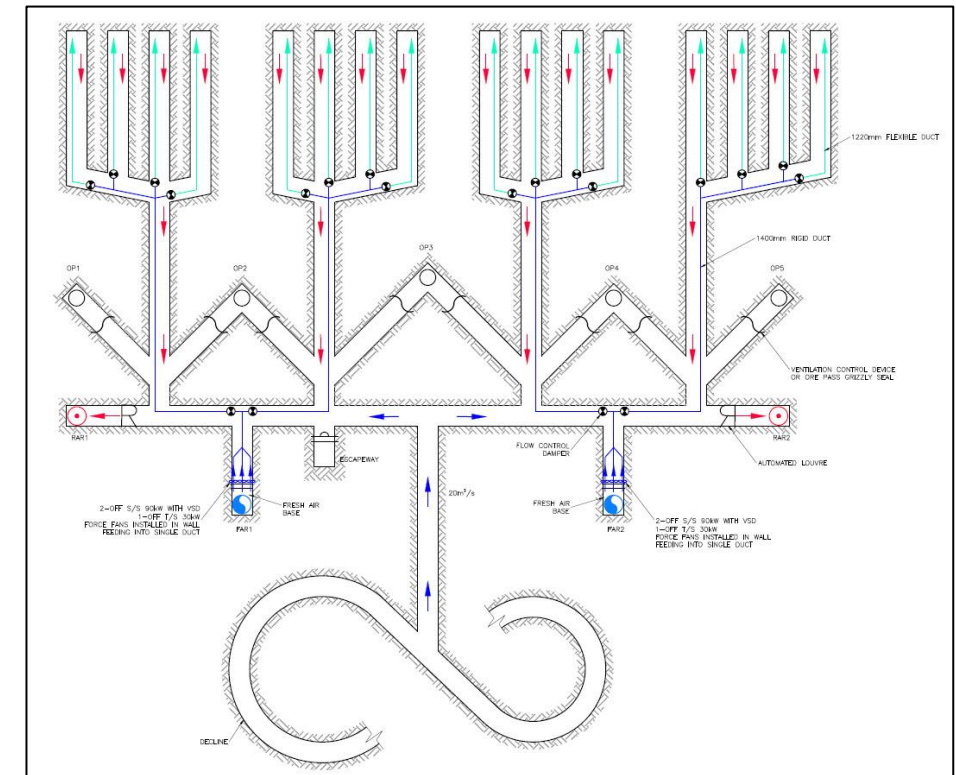 1220mm FLEXIBLE DUCT
1400mm RIGID DUCT
OP1
OP2
OP3
OP4
OP5
VENTILATION CONTROL DEVICE
OR ORE PASS GRIZZLY SEAL
RAR1
RAR2
ESCAPEWAY
FLOW CONTROL
DAMPER
AUTOMATED LOUVRE
20m³/s
FRESH AIR
BASE
FRESH AIR
BASE
2-OFF S/S 90kW WITH VSD
1-OFF T/S 30kW
FORCE FANS INSTALLED IN WALL
FEEDING INTO SINGLE DUCT
FAR1
FAR2
2-OFF S/S 90kW WITH VSD
1-OFF T/S 30kW
FORCE FANS INSTALLED IN WALL
FEEDING INTO SINGLE DUCT
DECLINE